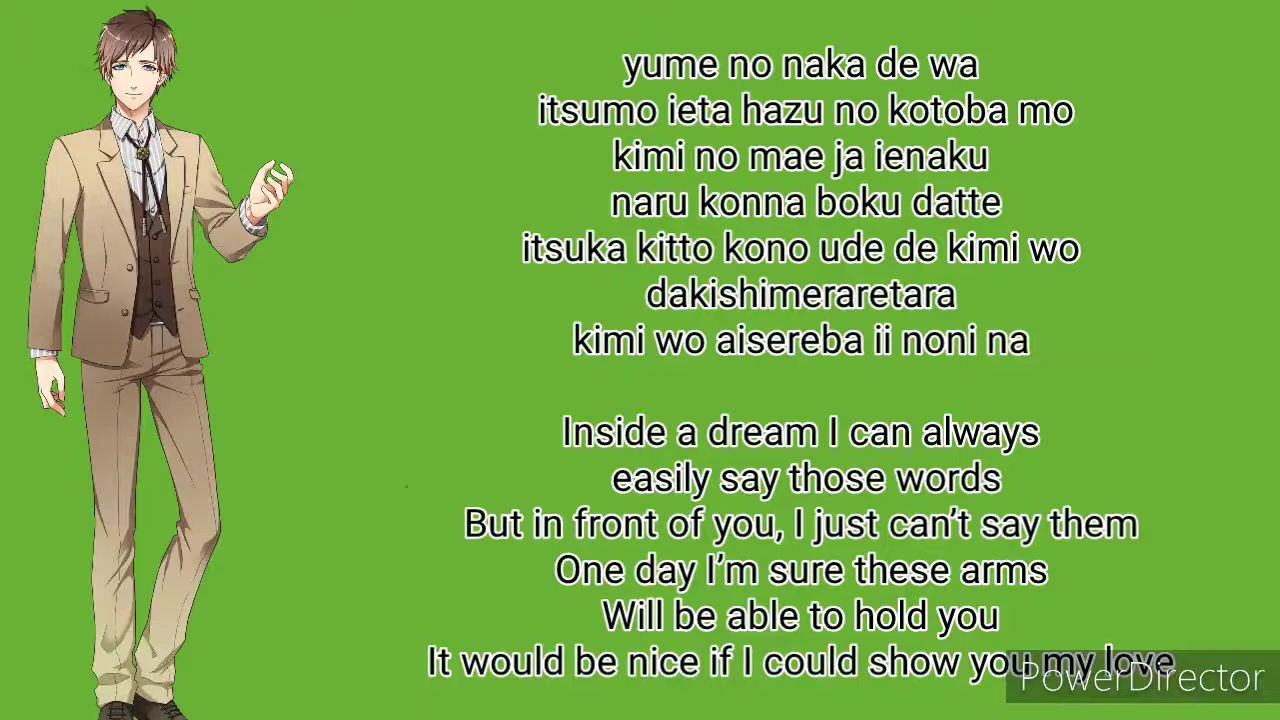 yume no naka de wa
itsumo ieta hazu no kotoba mo
kimi no mae ja ienaku
naru konna boku datte
itsuka kitto kono ude de kimi wo
dakishimeraretara
kimi wo aisereba ii noni na
Inside a dream I can always
easily say those words
But in front of you, I just can’t say them
One day I’m sure these arms
Will be able to hold you
It would be nice if I could show you my love
PowerDirector